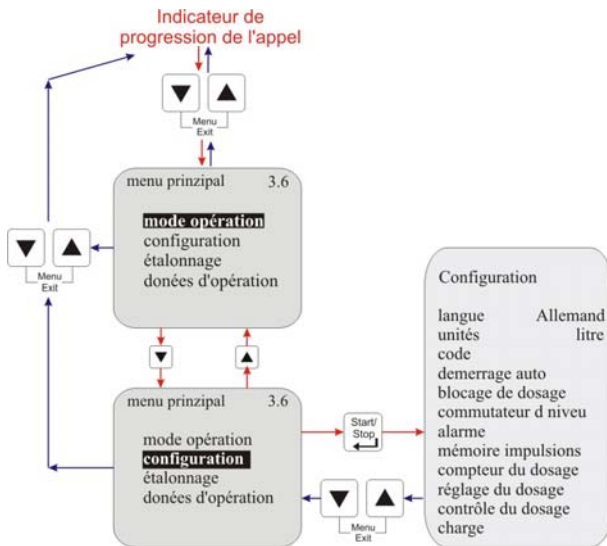 Indicateur de
progression de l'appel
Menu
Exit
menu prinzipal 3.6
mode opération
configuration
étalonnage
donées d'opération
Menu
Exit
menu prinzipal 3.6
mode opération
configuration
étalonnage
donées d'opération
Start/
Stop
Menu
Exit
Configuration
langue Allemand
unités litre
code
demerrage auto
blocage de dosage
commutateur d niveu
alarme
mémoire impulsions
compteur du dosage
réglage du dosage
contrôle du dosage
charge